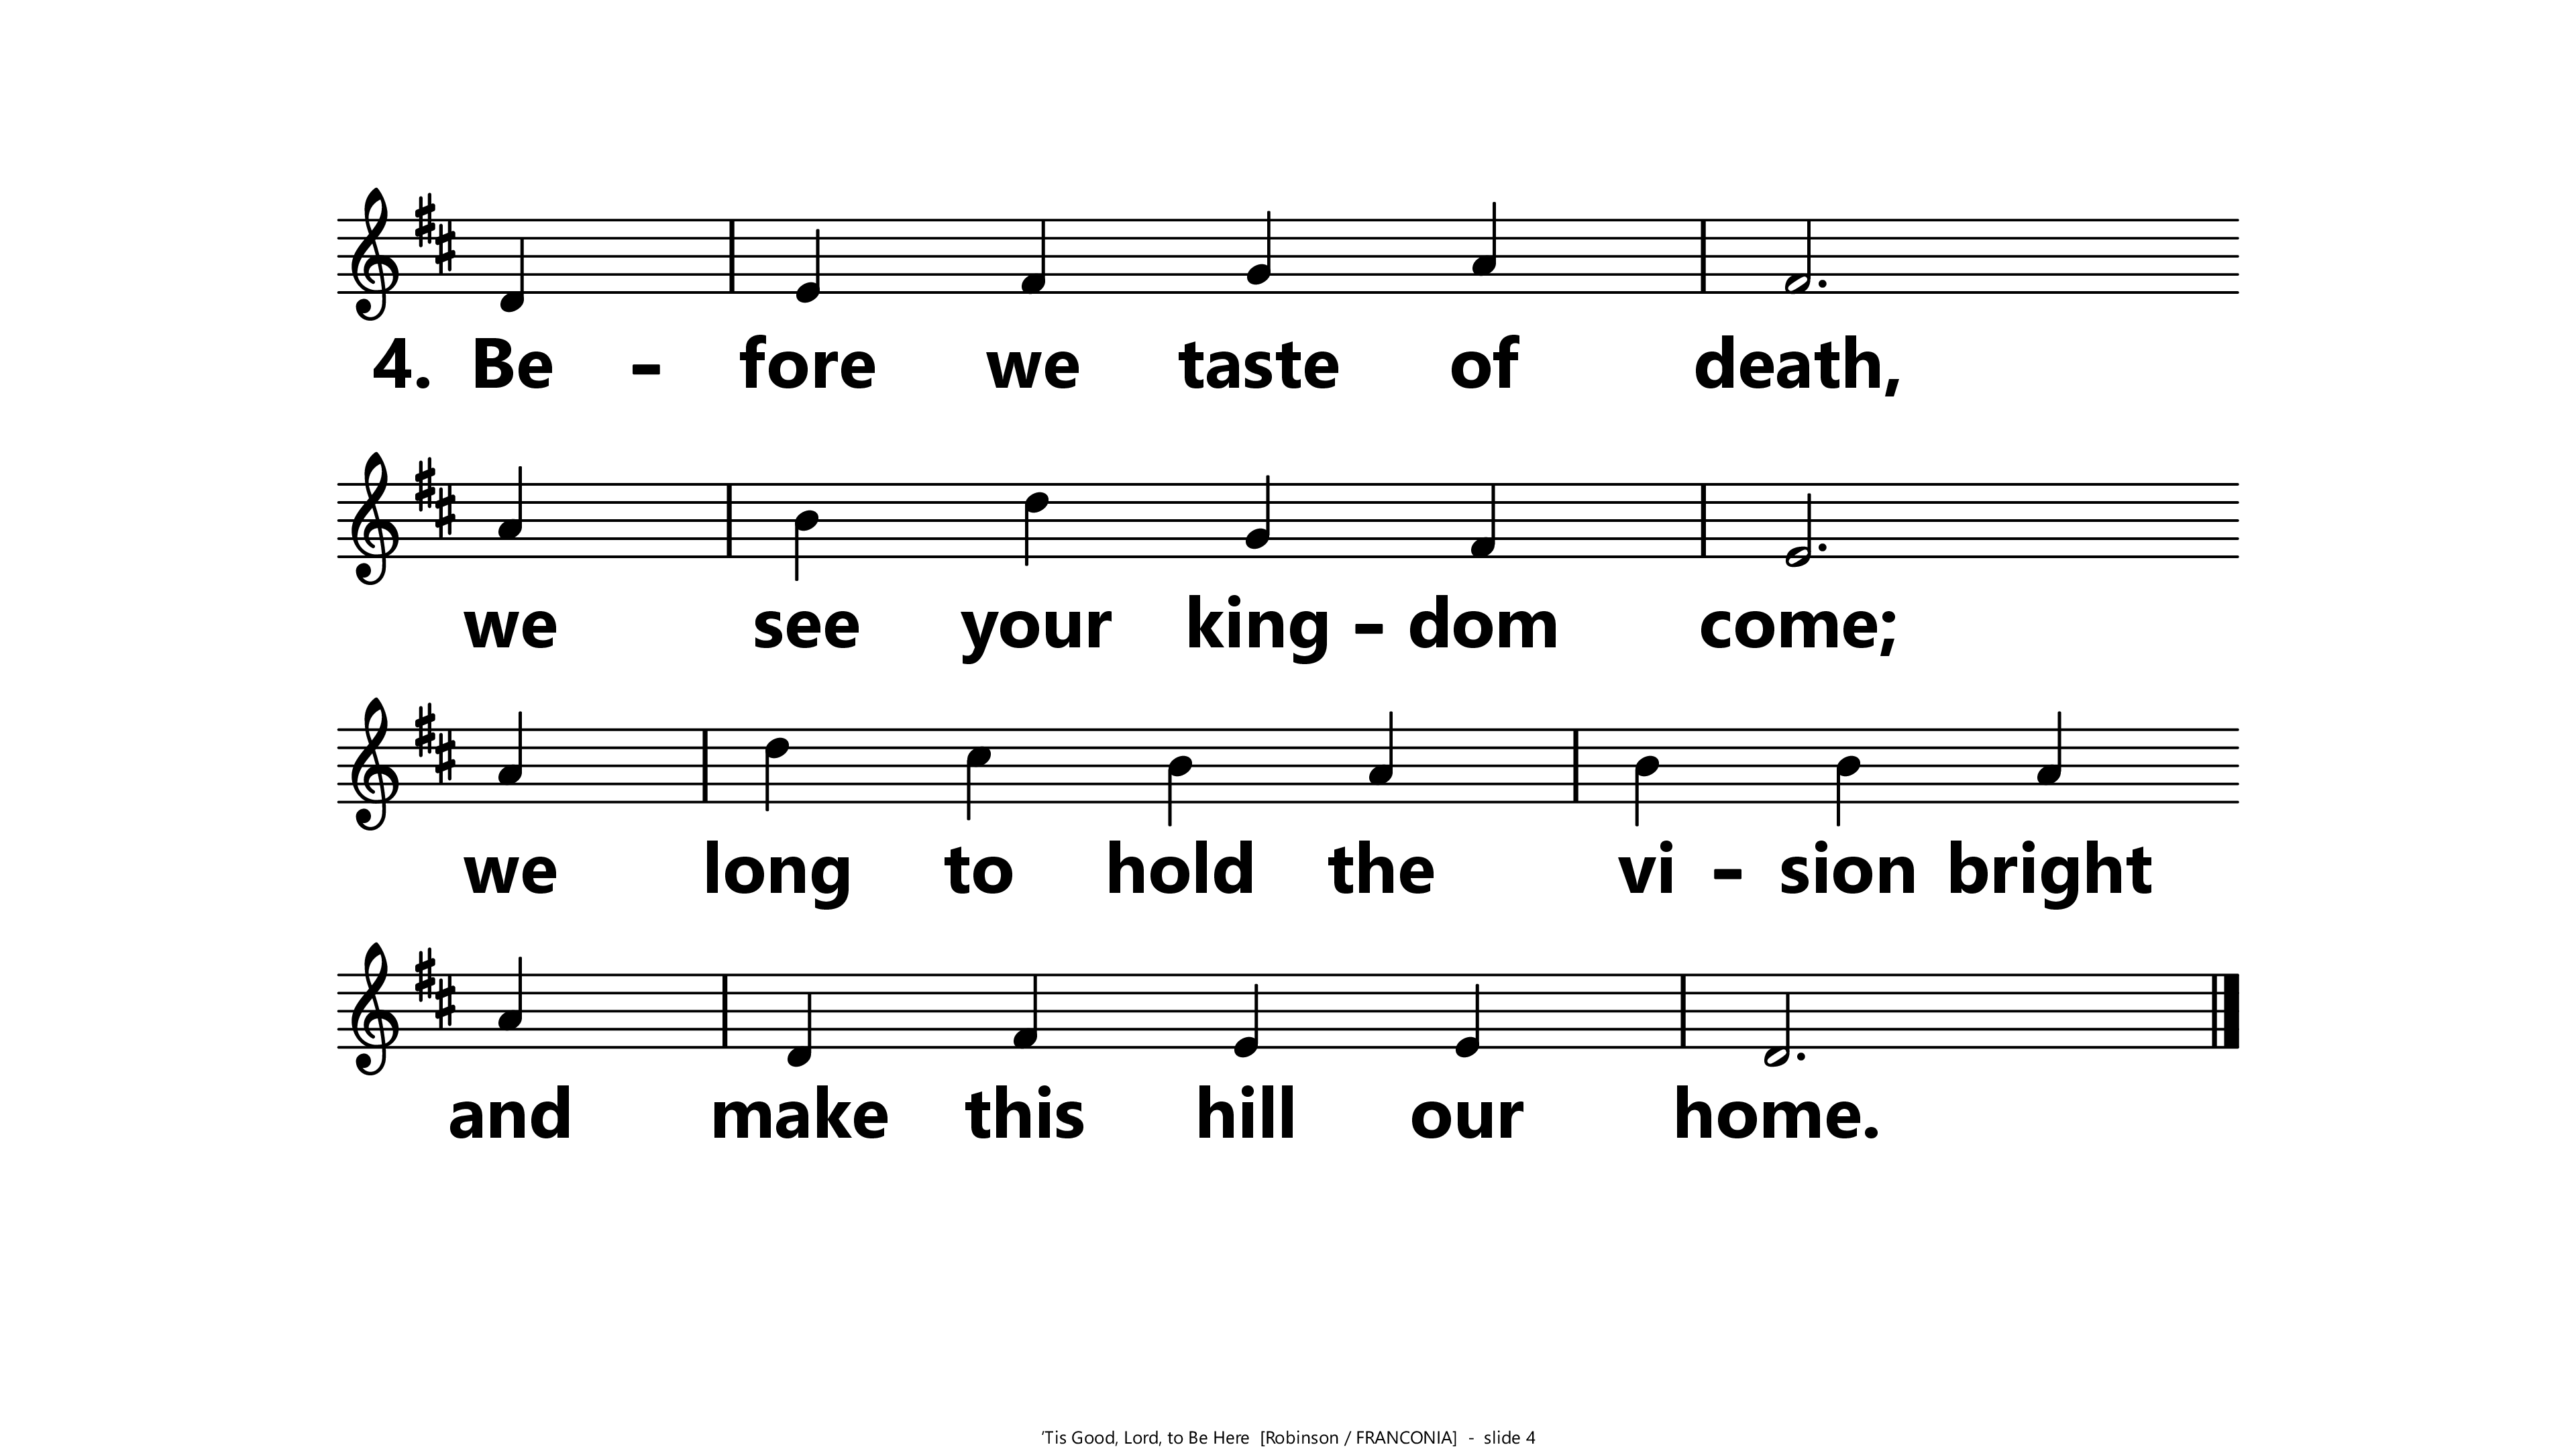 4. Be - fore we taste of death,
we see your king - dom come;
we long to hold the vi - sion bright
and make this hill our home.
’Tis Good, Lord, to Be Here [Robinson / FRANCONIA] - slide 4